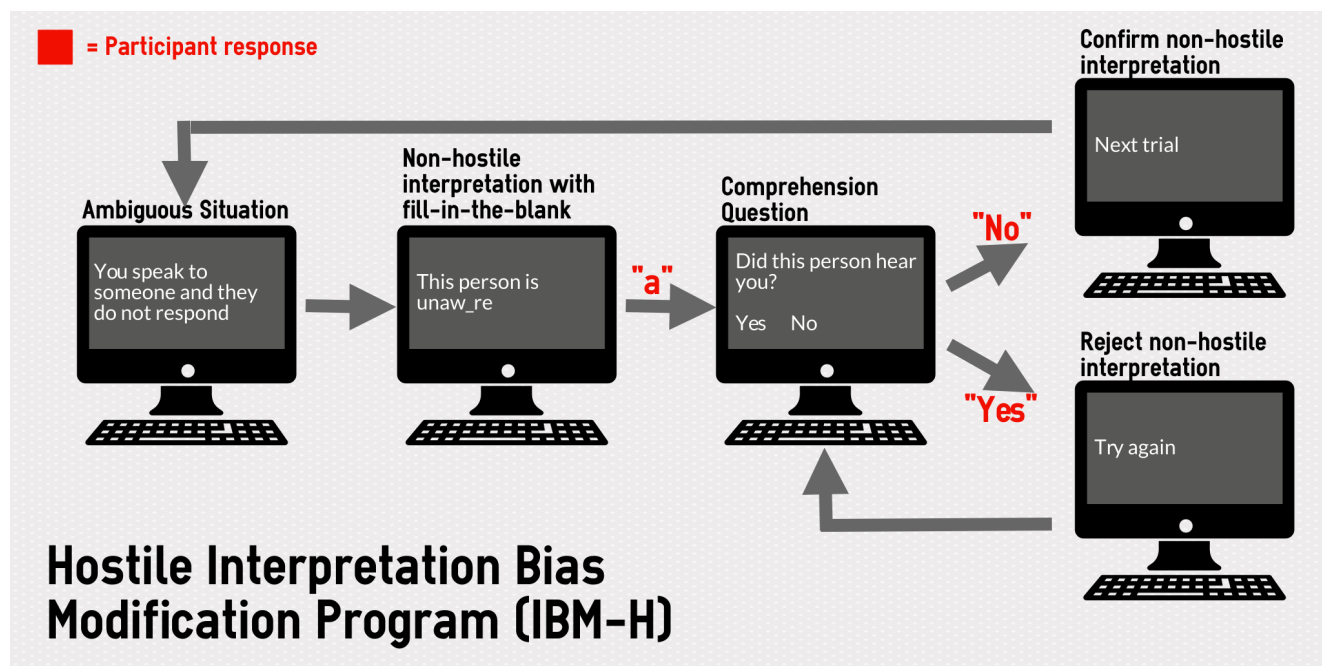 = Participant response
Confirm non-hostile
interpretation
Next trial
Non-hostile
interpretation with
fill-in-the-blank
Comprehension
Question
Ambiguous Situation
"No"
You speak to
someone and they
do not respond
This person is
unaw_re
"a"
Did this person hear
you?
Yes No
Reject non-hostile
interpretation
"Yes"
Try again
Hostile Interpretation Bias
Modification Program (IBM-H)